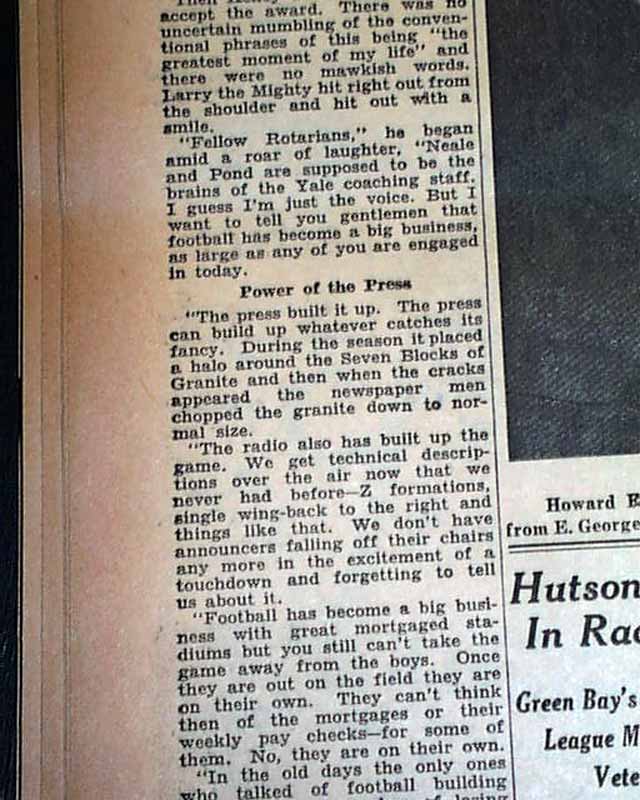 accept the award. There was no
uncertain mumbling of the conven-
tional phrases of this being "the
greatest moment of my life" and
there were no mawkish words.
Larry the Mighty hit right out from
the shoulder and hit out with a
smile.
"Fellow Rotarians," he began
amid a roar of laughter, "Neale
and Pond are supposed to be the
brains of the Yale coaching staff.
I guess I'm just the voice. But I
want to tell you gentlemen that
football has become a big business,
as large as any of you are engaged
in today.
Power of the Press
"The press built it up. The press
can build up whatever catches its
fancy. During the season it placed
a halo around the Seven Blocks of
Granite and then when the cracks
appeared the newspaper men
chopped the granite down to nor-
mal size.
"The radio also has built up the
game. We get technical descrip-
tions over the air now that we
never had before—Z formations,
single wing-back to the right and
things like that. We don't have
announcers falling off their chairs
any more in the excitement of a
touchdown and forgetting to tell
us about it.
"Football has become a big busi-
ness with great mortgaged sta-
diums but you still can't take the
game away from the boys. Once
they are out on the field they are
on their own. They can't think
then of the mortgages or their
weekly pay checks—for some of
them. No, they are on their own.
"In the old days the only ones
who talked of football building
Howard E.
from E. George
Hutson
In Ra
Green Bay's
League M
Vete